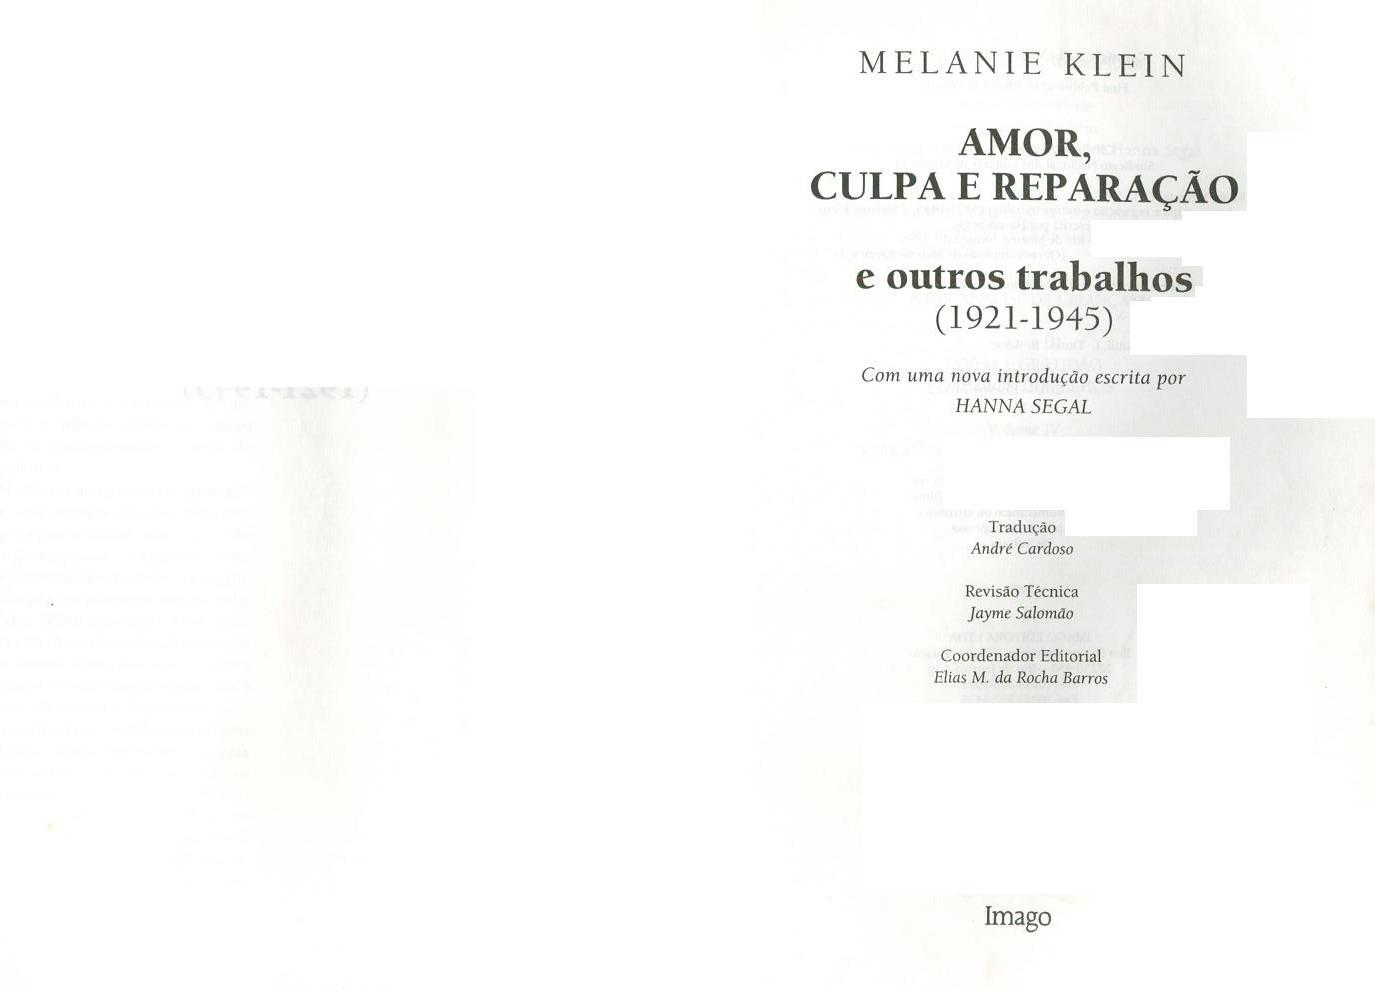 MELANIE KLEIN
AMOR,
CULPA E REPARAÇÃO
e outros trabalhos
(1921-1945)
Com uma nova introdução escrita por
HANNA SEGAL
Tradução
André Cardoso
Revisão Técnica
Jayme Salomão
Coordenador Editorial
Elias M. da Rocha Barros
Imago